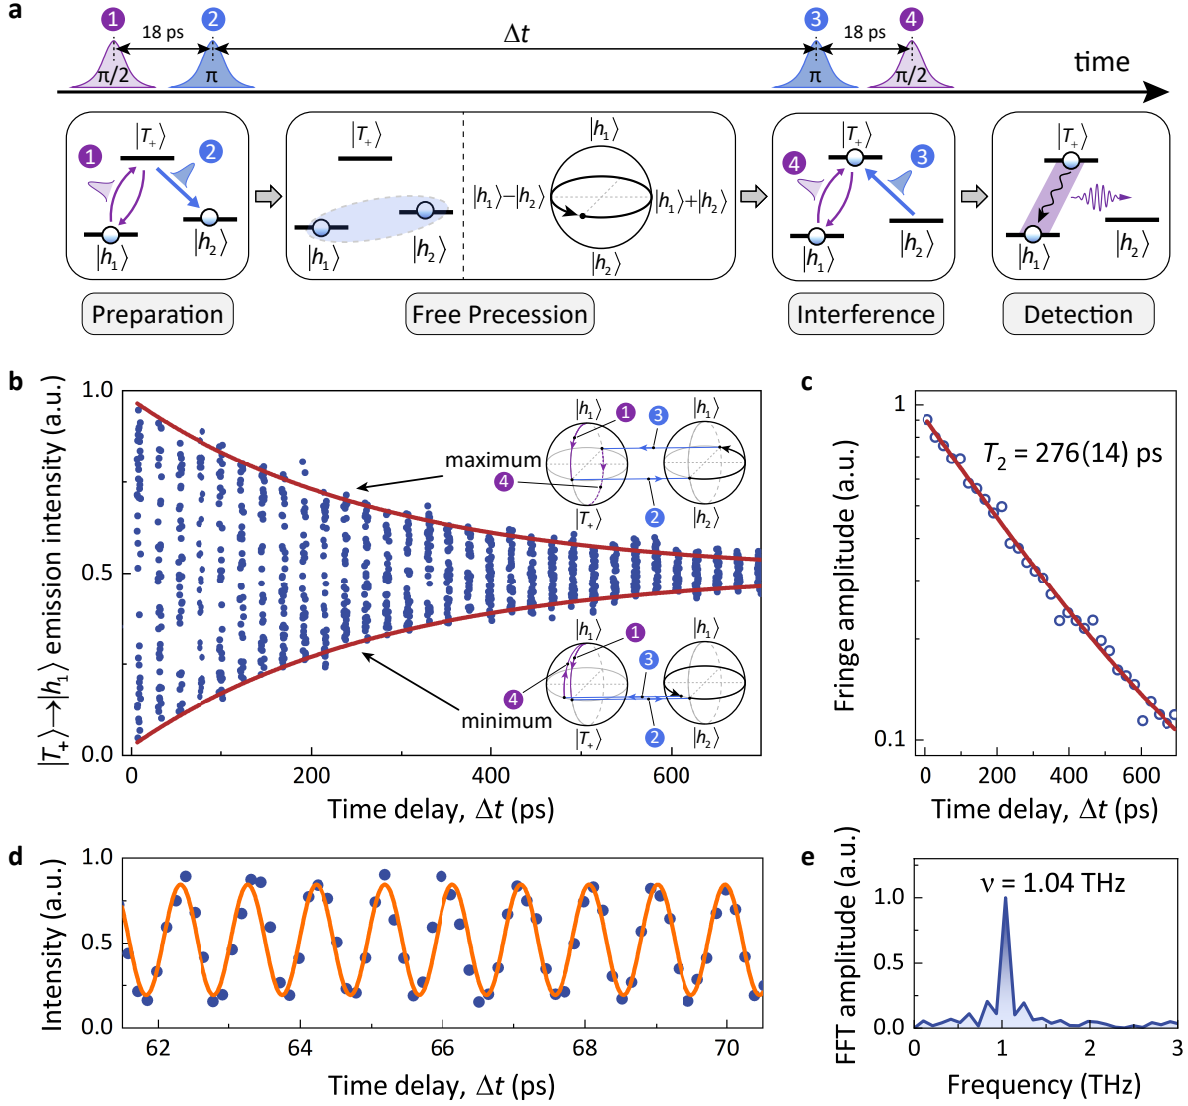 a
1
2
3
4
18 ps
Δt
18 ps
π/2
π
π
π/2
time
|T₊⟩
1
2
|h₁⟩
|h₂⟩
|T₊⟩
|h₁⟩
|h₂⟩
|h₁⟩
|h₁⟩−|h₂⟩
|h₁⟩+|h₂⟩
|h₂⟩
|T₊⟩
4
3
|h₁⟩
|h₂⟩
|T₊⟩
|h₁⟩
|h₂⟩
Preparation
Free Precession
Interference
Detection
b
|T₊⟩→|h₁⟩ emission intensity (a.u.)
1.0
0.5
0.0
0
200
400
600
Time delay, Δt (ps)
maximum
|h₁⟩
1
3
|h₁⟩
4
|T₊⟩
2
|h₂⟩
minimum
|h₁⟩
1
3
|h₁⟩
4
|T₊⟩
2
|h₂⟩
c
Fringe amplitude (a.u.)
1
0.1
T₂ = 276(14) ps
0
200
400
600
Time delay, Δt (ps)
d
Intensity (a.u.)
1.0
0.5
0.0
62
64
66
68
70
Time delay, Δt (ps)
e
FFT amplitude (a.u.)
1.0
0.5
0.0
ν = 1.04 THz
0
1
2
3
Frequency (THz)